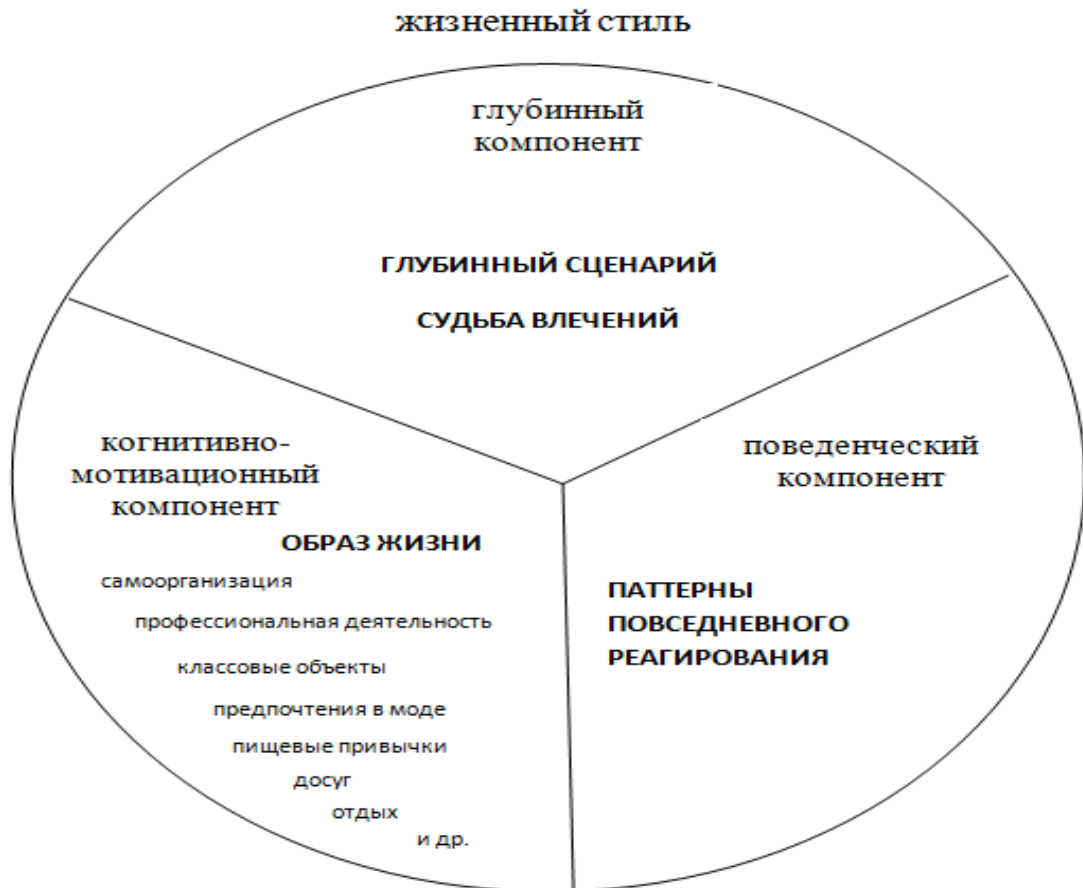 жизненный стиль
глубинный
компонент
ГЛУБИННЫЙ СЦЕНАРИЙ
СУДЬБА ВЛЕЧЕНИЙ
когнитивно-
мотивационный
компонент
ОБРАЗ ЖИЗНИ
самоорганизация
профессиональная деятельность
классовые объекты
предпочтения в моде
пищевые привычки
досуг
отдых
и др.
поведенческий
компонент
ПАТТЕРНЫ
ПОВСЕДНЕВНОГО
РЕАГИРОВАНИЯ